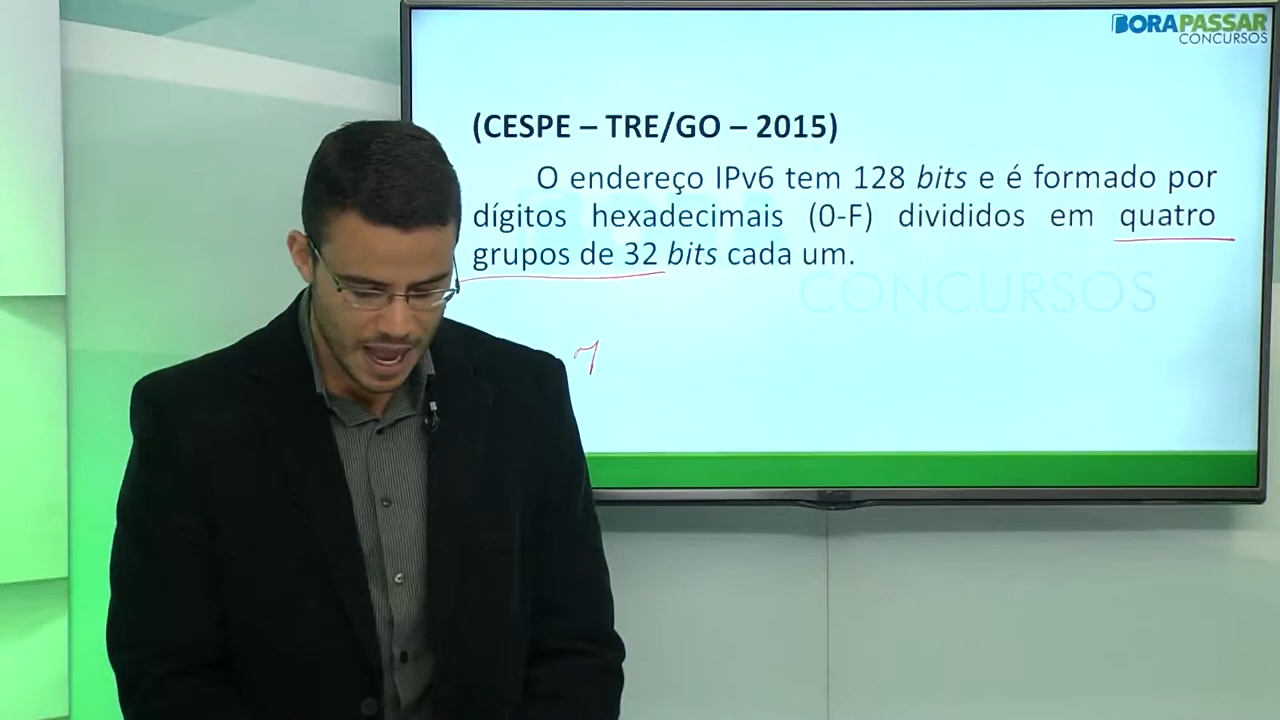 BORAPASSAR
CONCURSOS
(CESPE – TRE/GO – 2015)
O endereço IPv6 tem 128 bits e é formado por
dígitos hexadecimais (0-F) divididos em quatro
grupos de 32 bits cada um.
CONCURSOS